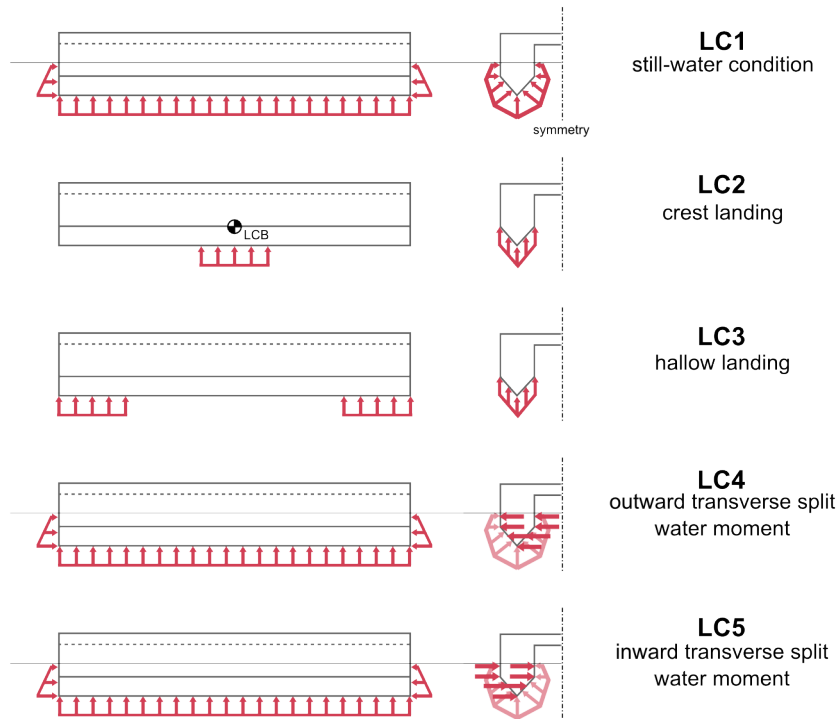 LC1
still-water condition
symmetry
LC2
crest landing
LCB
LC3
hallow landing
LC4
outward transverse split
water moment
LC5
inward transverse split
water moment